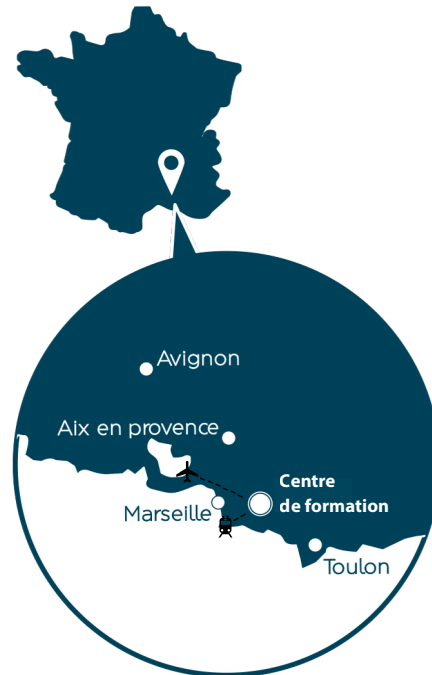 Avignon
Aix en provence
Centre
de formation
Marseille
Toulon